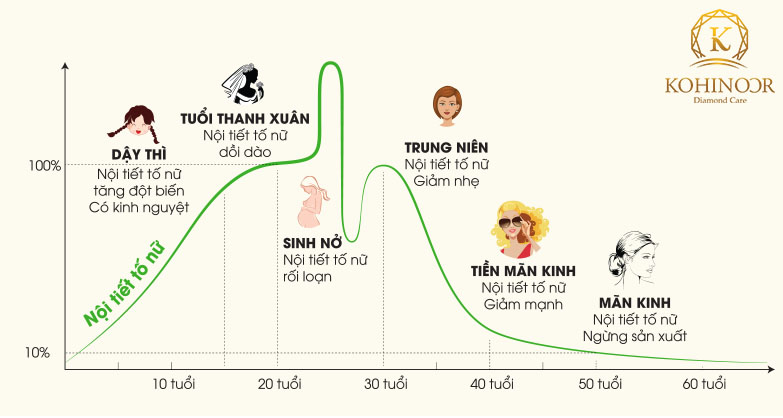 KOHINOOR
Diamond Care
TUỔI THANH XUÂN
Nội tiết tố nữ
dồi dào
DẬY THÌ
Nội tiết tố nữ
tăng đột biến
Có kinh nguyệt
TRUNG NIÊN
Nội tiết tố nữ
Giảm nhẹ
100%
SINH NỞ
Nội tiết tố nữ
rối loạn
Nội tiết tố nữ
TIỀN MÃN KINH
Nội tiết tố nữ
Giảm mạnh
MÃN KINH
Nội tiết tố nữ
Ngừng sản xuất
10%
10 tuổi
20 tuổi
30 tuổi
40 tuổi
50 tuổi
60 tuổi